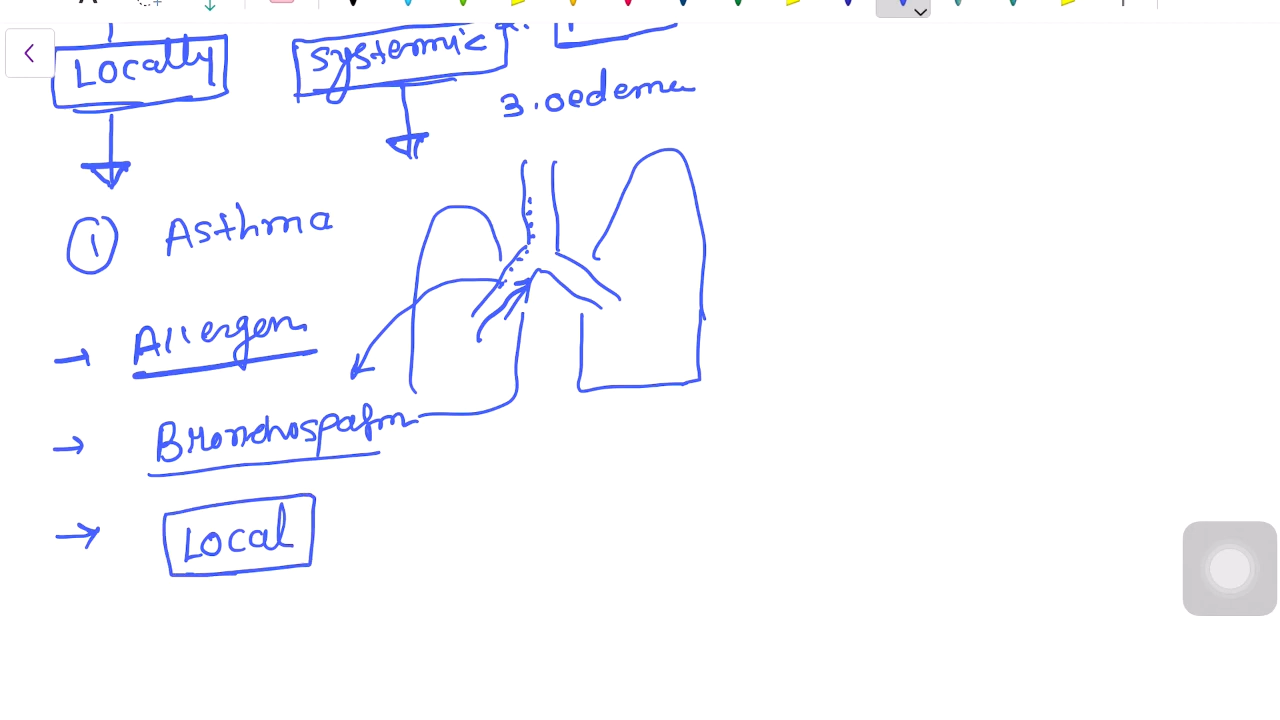 Locally
systemic
3. oedema
① Asthma
→ Allergen
→ Bronchospasm
→ Local